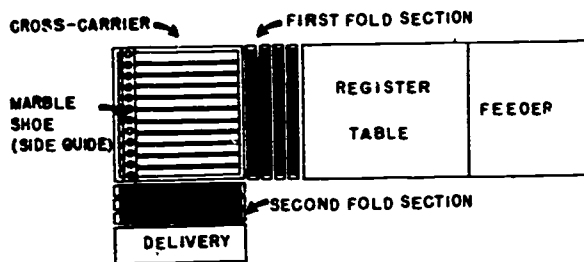 CROSS-CARRIER
FIRST FOLD SECTION
MARBLE
SHOE
(SIDE GUIDE)
REGISTER
TABLE
FEEDER
SECOND FOLD SECTION
DELIVERY